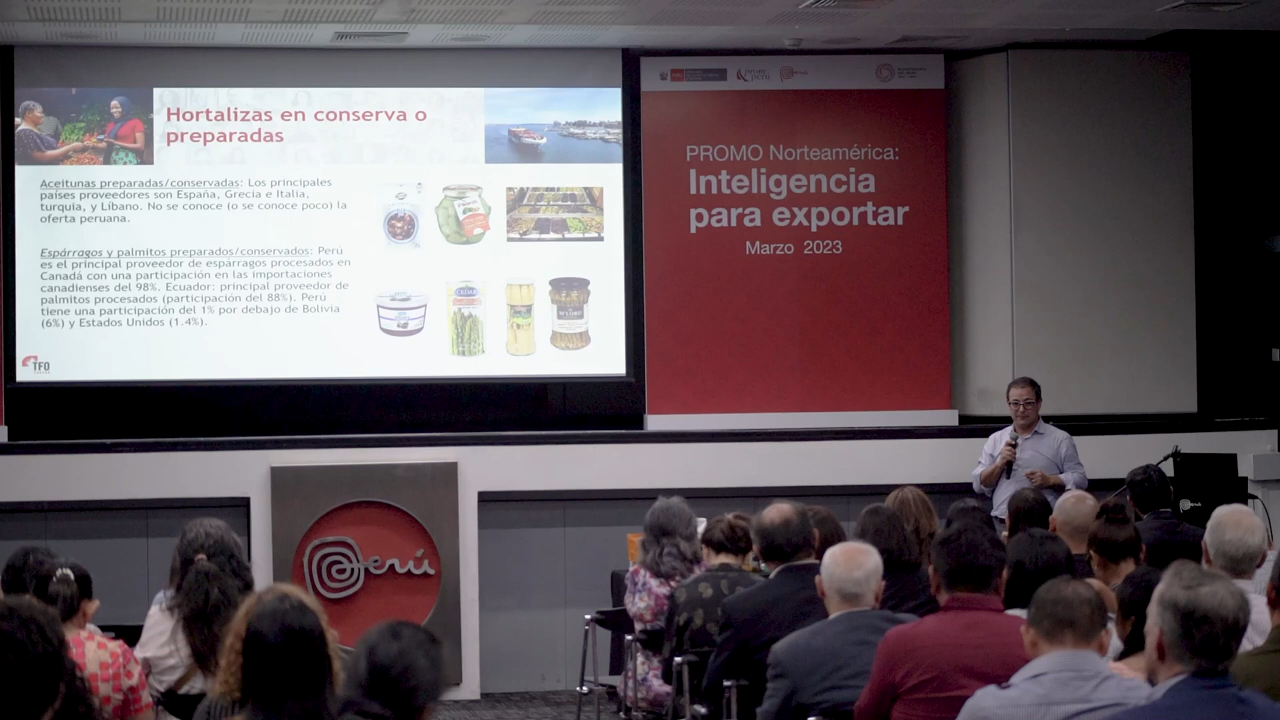 Hortalizas en conserva o
preparadas
Aceitunas preparadas/conservadas: Los principales
países proveedores son España, Grecia e Italia,
turquia, y Líbano. No se conoce (o se conoce poco) la
oferta peruana.
Espárragos y palmitos preparados/conservados: Perú
es el principal proveedor de espárragos procesados en
Canadá con una participación en las importaciones
canadienses del 98%. Ecuador: principal proveedor de
palmitos procesados (participación del 88%). Perú
tiene una participación del 1% por debajo de Bolivia
(6%) y Estados Unidos (1.4%).
TFO
PROMO Norteamérica:
Inteligencia
para exportar
Marzo 2023
Perú